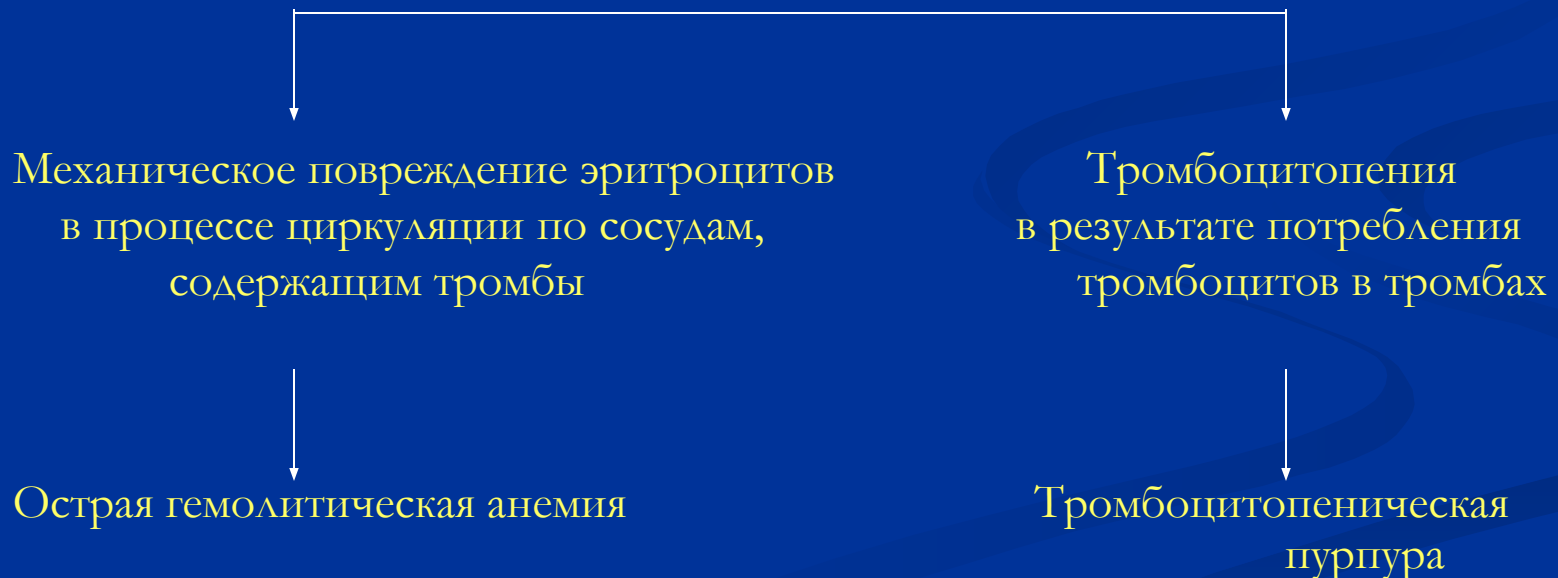 Механическое повреждение эритроцитов
в процессе циркуляции по сосудам,
содержащим тромбы
Тромбоцитопения
в результате потребления
тромбоцитов в тромбах
Острая гемолитическая анемия
Тромбоцитопеническая
пурпура